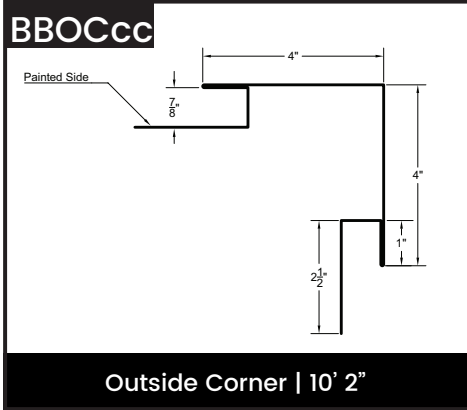 BBOCcc
4"
Painted Side
7/8"
4"
1"
2 1/2"
Outside Corner | 10’ 2”